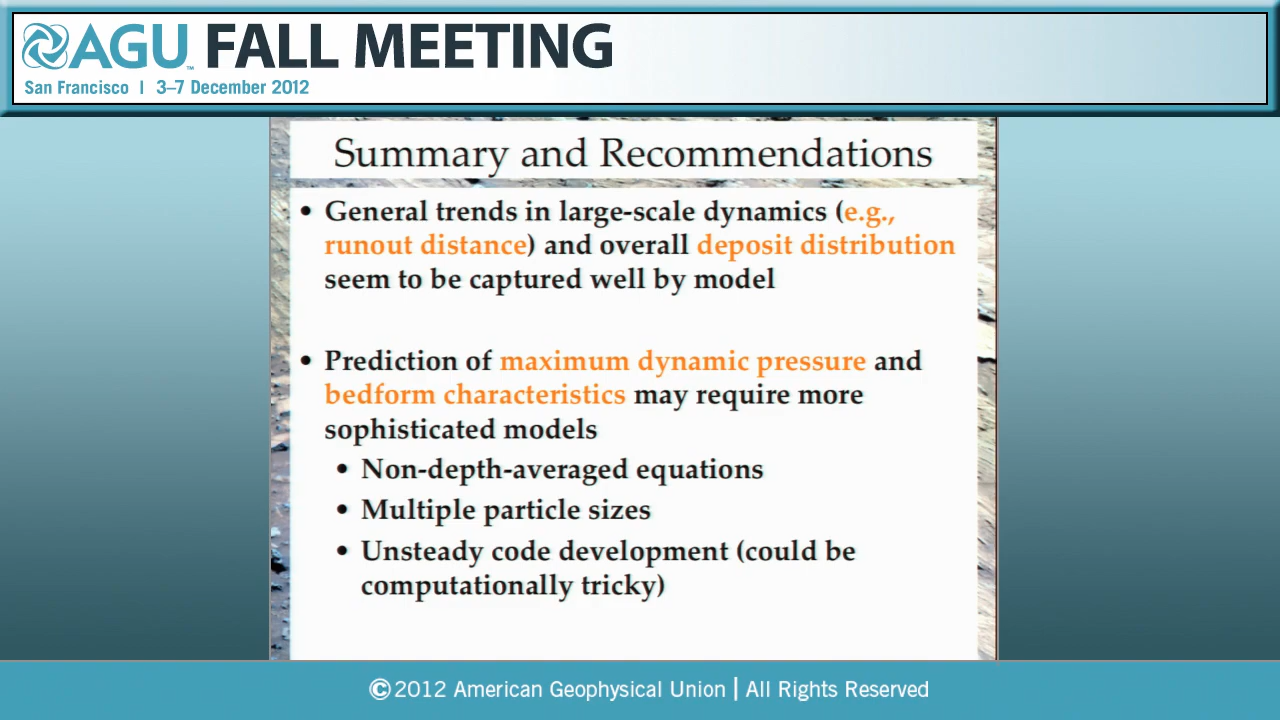 AGU FALL MEETING
San Francisco | 3–7 December 2012
Summary and Recommendations
• General trends in large-scale dynamics (e.g.,
runout distance) and overall deposit distribution
seem to be captured well by model
• Prediction of maximum dynamic pressure and
bedform characteristics may require more
sophisticated models
• Non-depth-averaged equations
• Multiple particle sizes
• Unsteady code development (could be
computationally tricky)
©2012 American Geophysical Union | All Rights Reserved